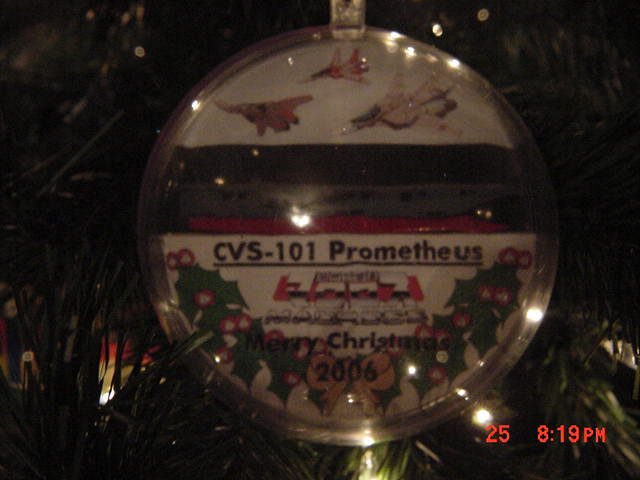 CVS-101 Prometheus
Merry Christmas
2006
25 8:19PM